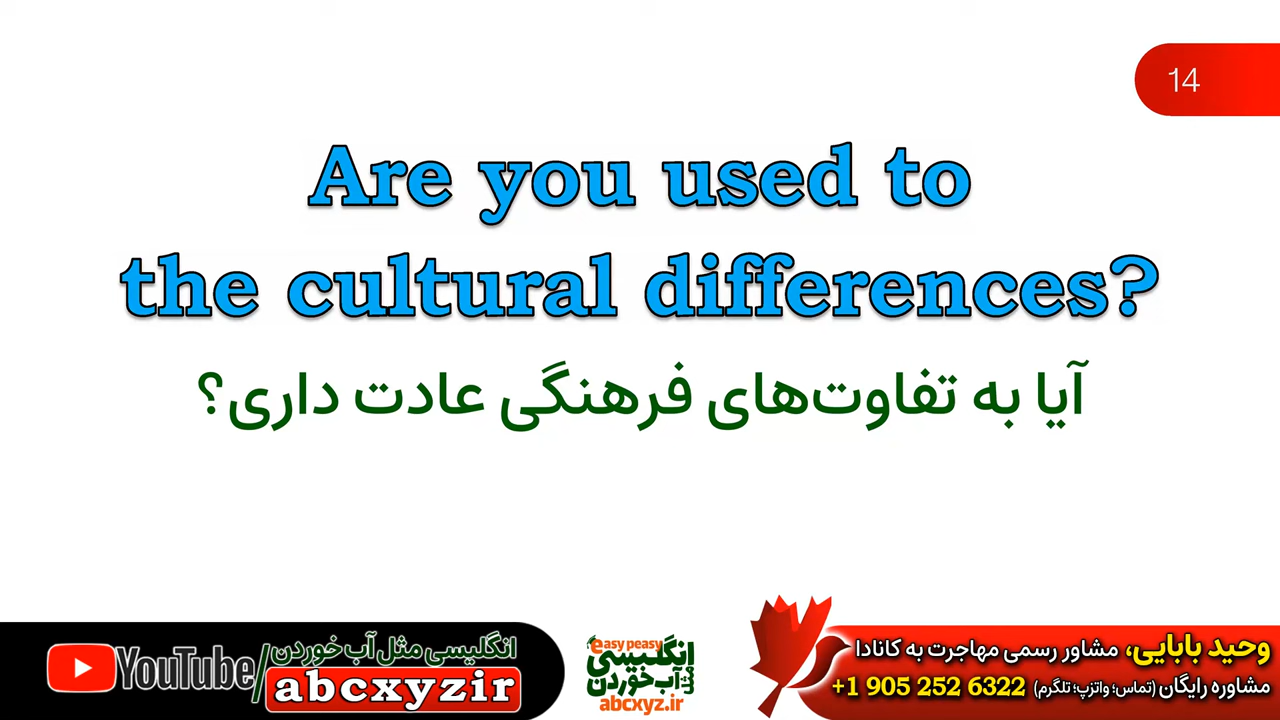 14
Are you used to
the cultural differences?
آیا به تفاوت‌های فرهنگی عادت داری؟
YouTube/
انگلیسی مثل آب خوردن
abcxyzir
easy peasy
انگلیسی
مثل آب خوردن
abcxyz.ir
وحید بابایی، مشاور رسمی مهاجرت به کانادا
مشاوره رایگان (تماس؛ واتزپ؛ تلگرم) +1 905 252 6322